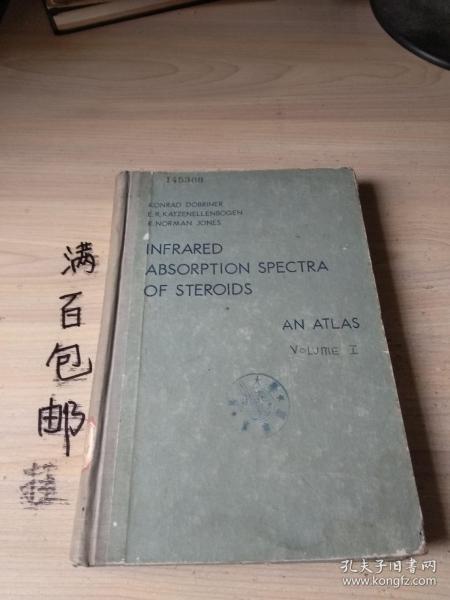 145368
KONRAD DOBRINER
E.R.KATZENELLENBOGEN
R.NORMAN JONES
INFRARED
ABSORPTION SPECTRA
OF STEROIDS
AN ATLAS
VOLUME I
满
百
包
邮
孔夫子旧书网
www.kongfz.com